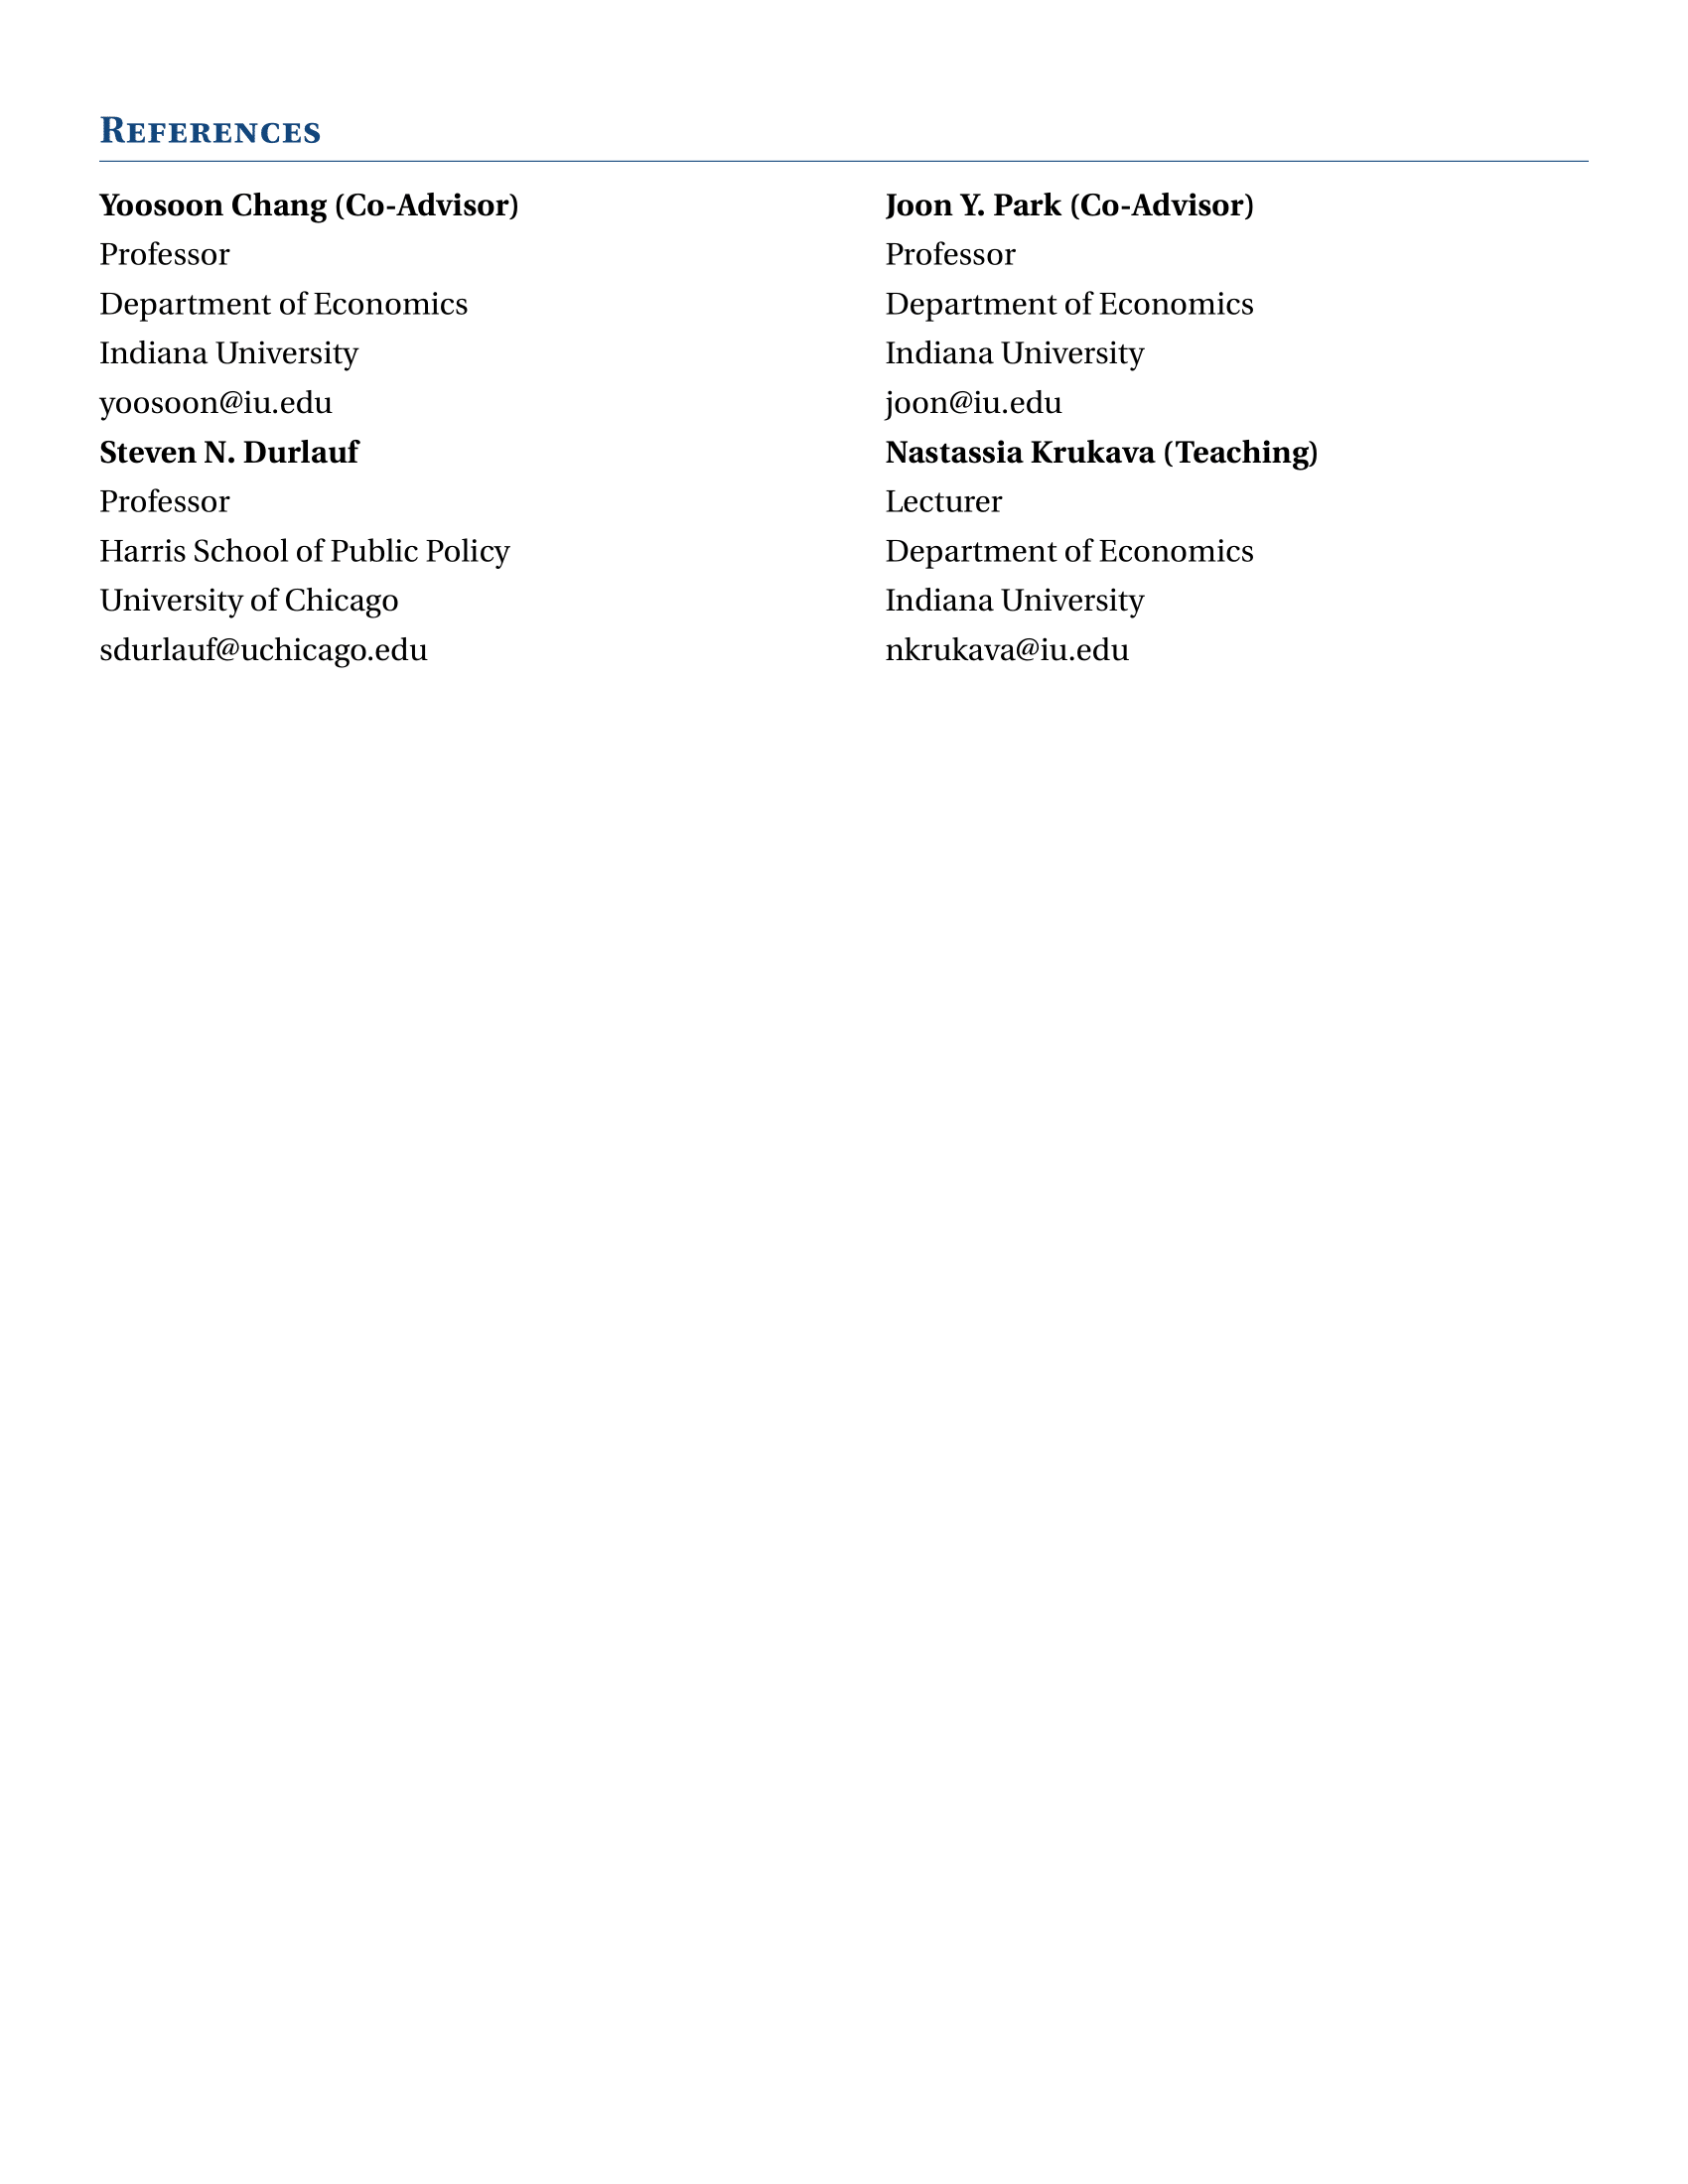 References
Yoosoon Chang (Co-Advisor)
Professor
Department of Economics
Indiana University
yoosoon@iu.edu
Steven N. Durlauf
Professor
Harris School of Public Policy
University of Chicago
sdurlauf@uchicago.edu
Joon Y. Park (Co-Advisor)
Professor
Department of Economics
Indiana University
joon@iu.edu
Nastassia Krukava (Teaching)
Lecturer
Department of Economics
Indiana University
nkrukava@iu.edu